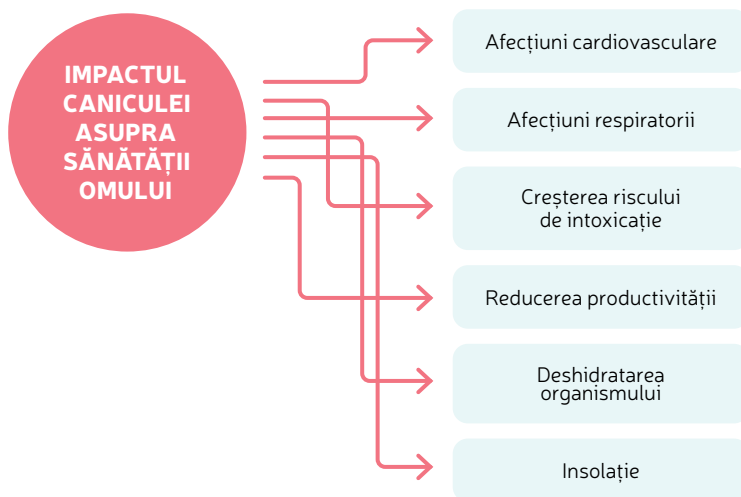 IMPACTUL
CANICULEI
ASUPRA
SĂNĂTĂȚII
OMULUI
Afecțiuni cardiovasculare
Afecțiuni respiratorii
Creșterea riscului
de intoxicație
Reducerea productivității
Deshidratarea
organismului
Insolație